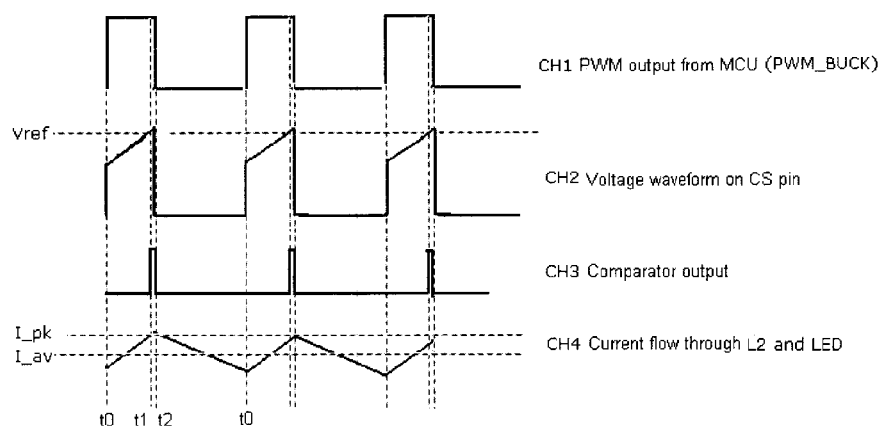 CH1 PWM output from MCU (PWM_BUCK)
Vref
CH2 Voltage waveform on CS pin
CH3 Comparator output
I_pk
I_av
CH4 Current flow through L2 and LED
t0 t1 t2 t0